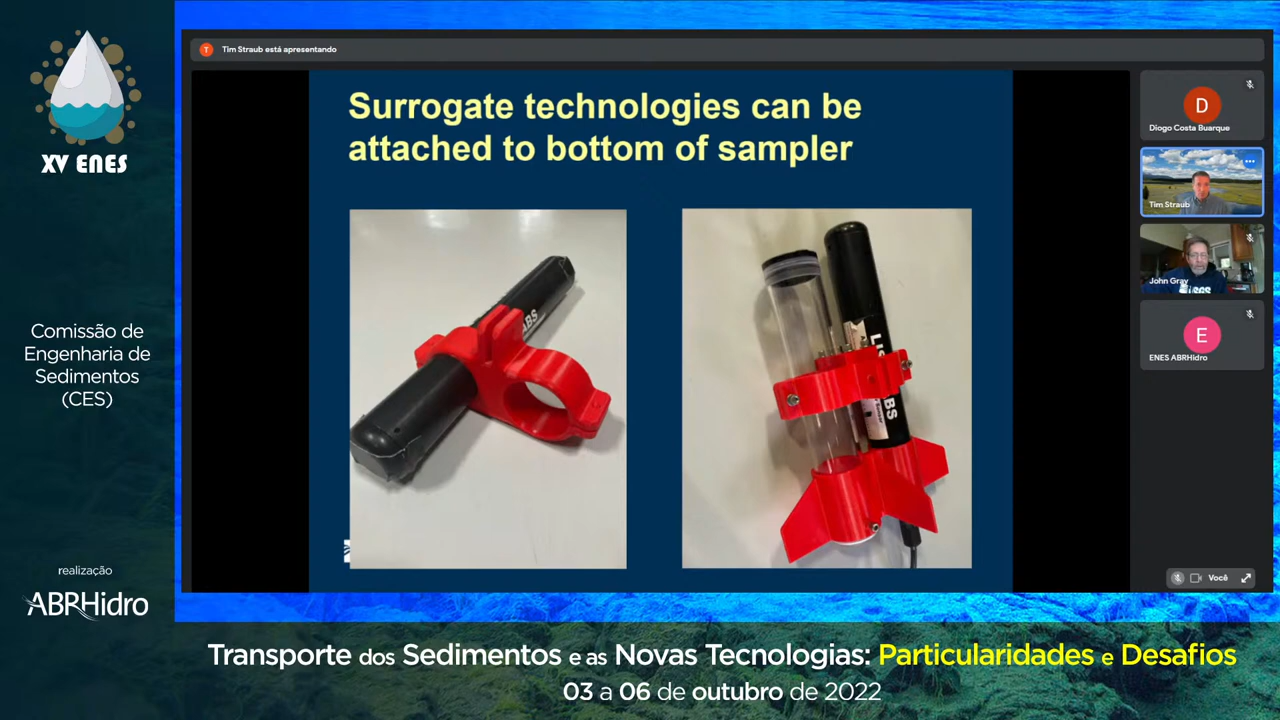 XV ENES
Comissão de
Engenharia de
Sedimentos
(CES)
realização
ABRHidro
T
Tim Straub está apresentando
Surrogate technologies can be
attached to bottom of sampler
ABS
D
Diogo Costa Buarque
Tim Straub
John Gray
USGS
E
ENES ABRHidro
Você
Transporte dos Sedimentos e as Novas Tecnologias: Particularidades e Desafios
03 a 06 de outubro de 2022